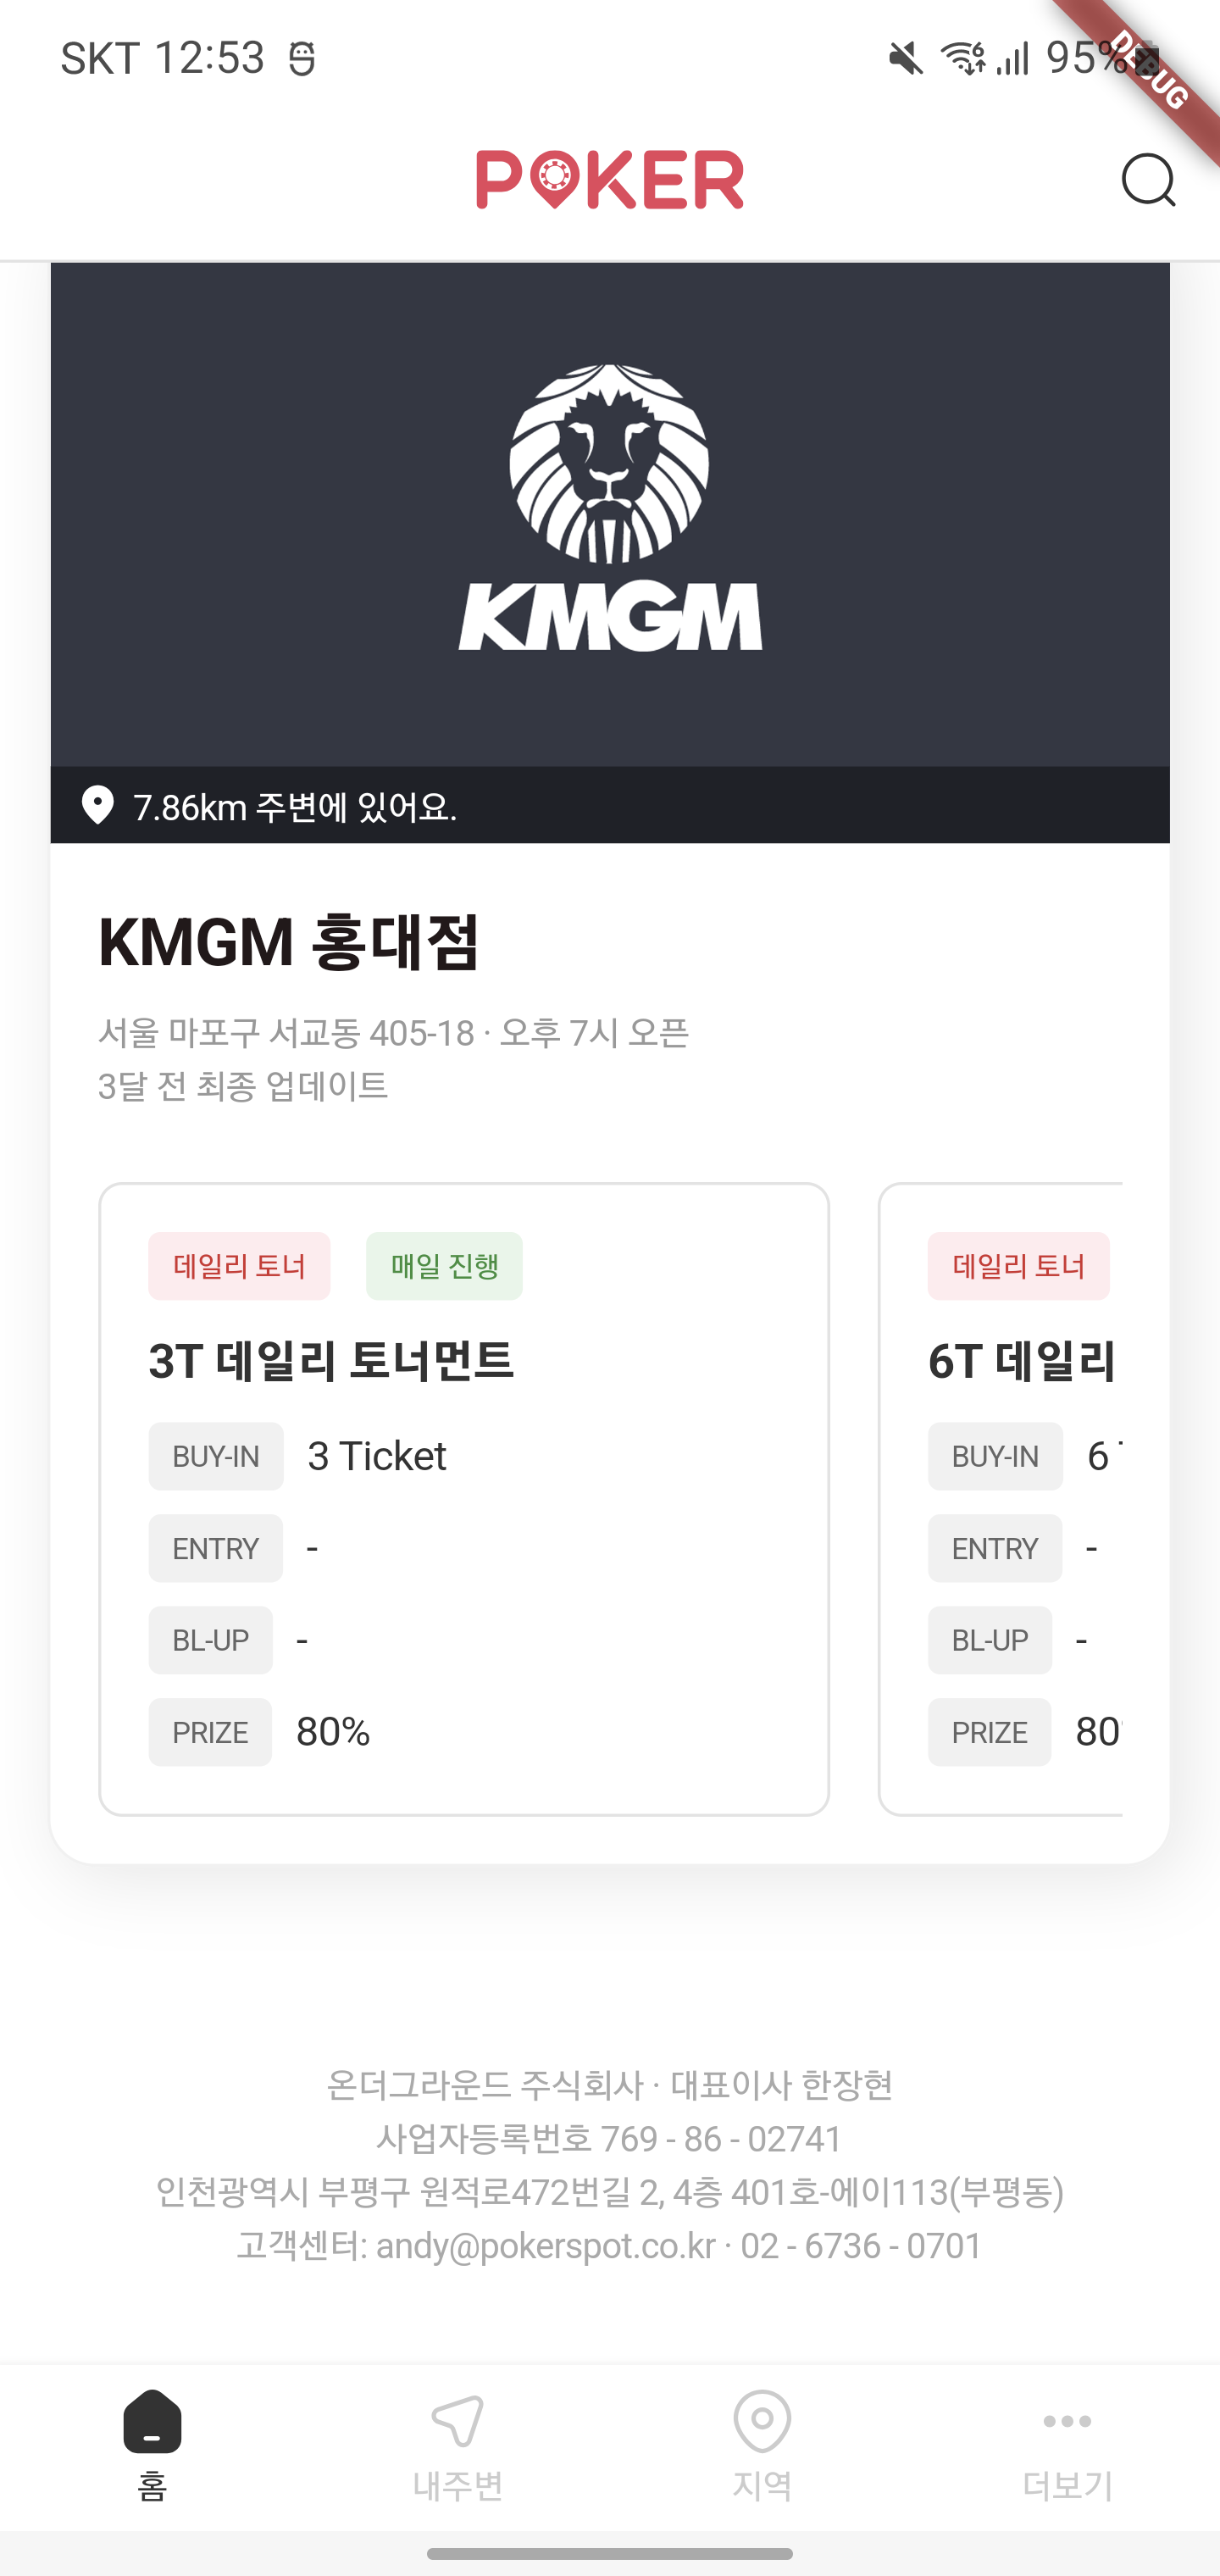 SKT 12:53
95%
DEBUG
POKER
KMGM
7.86km 주변에 있어요.
KMGM 홍대점
서울 마포구 서교동 405-18 · 오후 7시 오픈
3달 전 최종 업데이트
데일리 토너 매일 진행
3T 데일리 토너먼트
BUY-IN 3 Ticket
ENTRY -
BL-UP -
PRIZE 80%
데일리 토너
6T 데일리
BUY-IN 6
ENTRY -
BL-UP -
PRIZE 80
온더그라운드 주식회사 · 대표이사 한장현
사업자등록번호 769 - 86 - 02741
인천광역시 부평구 원적로472번길 2, 4층 401호-에이113(부평동)
고객센터: andy@pokerspot.co.kr · 02 - 6736 - 0701
홈 내주변 지역 더보기